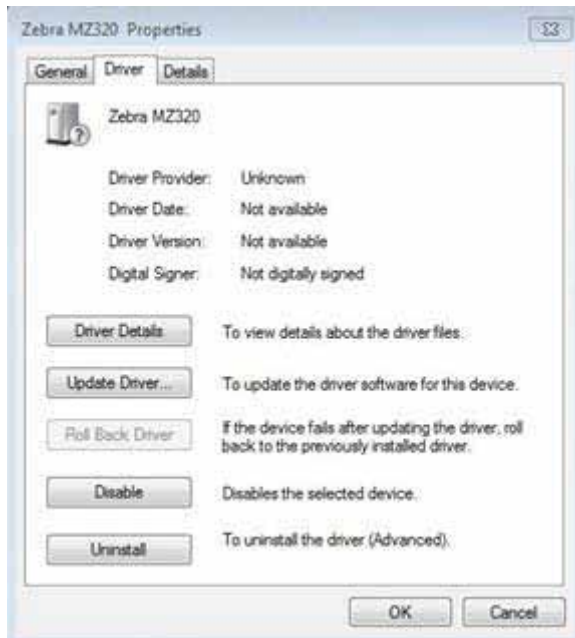 Zebra MZ320 Properties
General Driver Details
Zebra MZ320
Driver Provider: Unknown
Driver Date: Not available
Driver Version: Not available
Digital Signer: Not digitally signed
Driver Details To view details about the driver files.
Update Driver... To update the driver software for this device.
Roll Back Driver If the device fails after updating the driver, roll
back to the previously installed driver.
Disable Disables the selected device.
Uninstall To uninstall the driver (Advanced).
OK Cancel